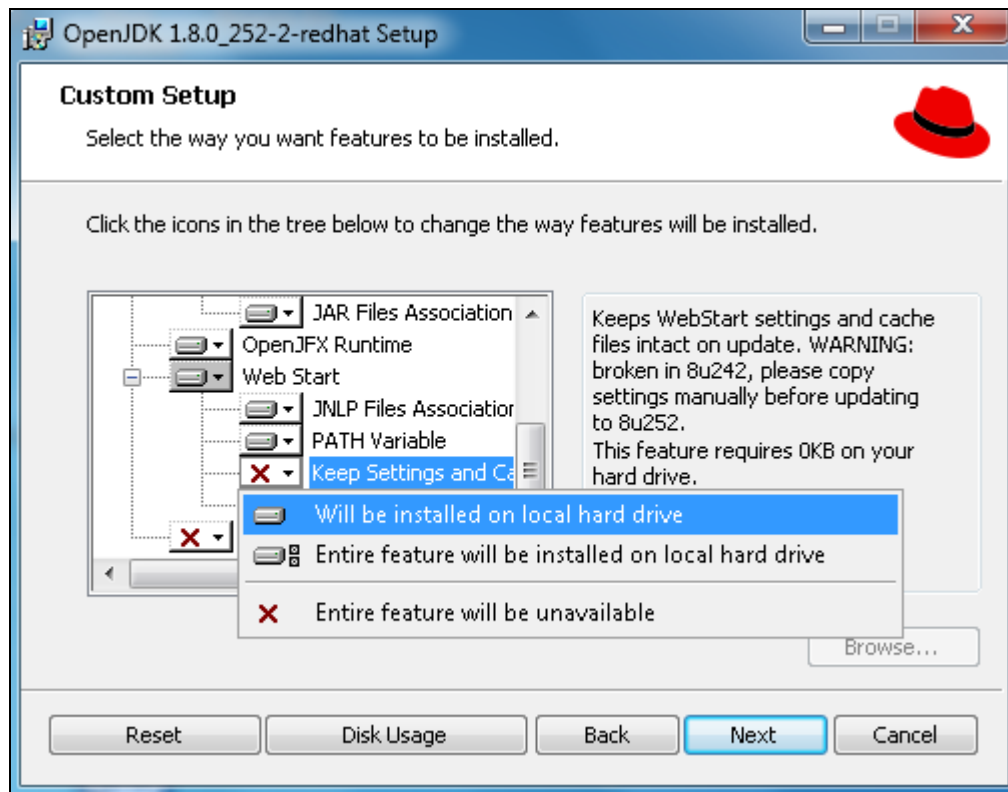 OpenJDK 1.8.0_252-2-redhat Setup
Custom Setup
Select the way you want features to be installed.
Click the icons in the tree below to change the way features will be installed.
JAR Files Association
OpenJFX Runtime
Web Start
JNLP Files Association
PATH Variable
Keep Settings and Ca
Keeps WebStart settings and cache
files intact on update. WARNING:
broken in 8u242, please copy
settings manually before updating
to 8u252.
This feature requires 0KB on your
hard drive.
Will be installed on local hard drive
Entire feature will be installed on local hard drive
Entire feature will be unavailable
Browse...
Reset
Disk Usage
Back
Next
Cancel